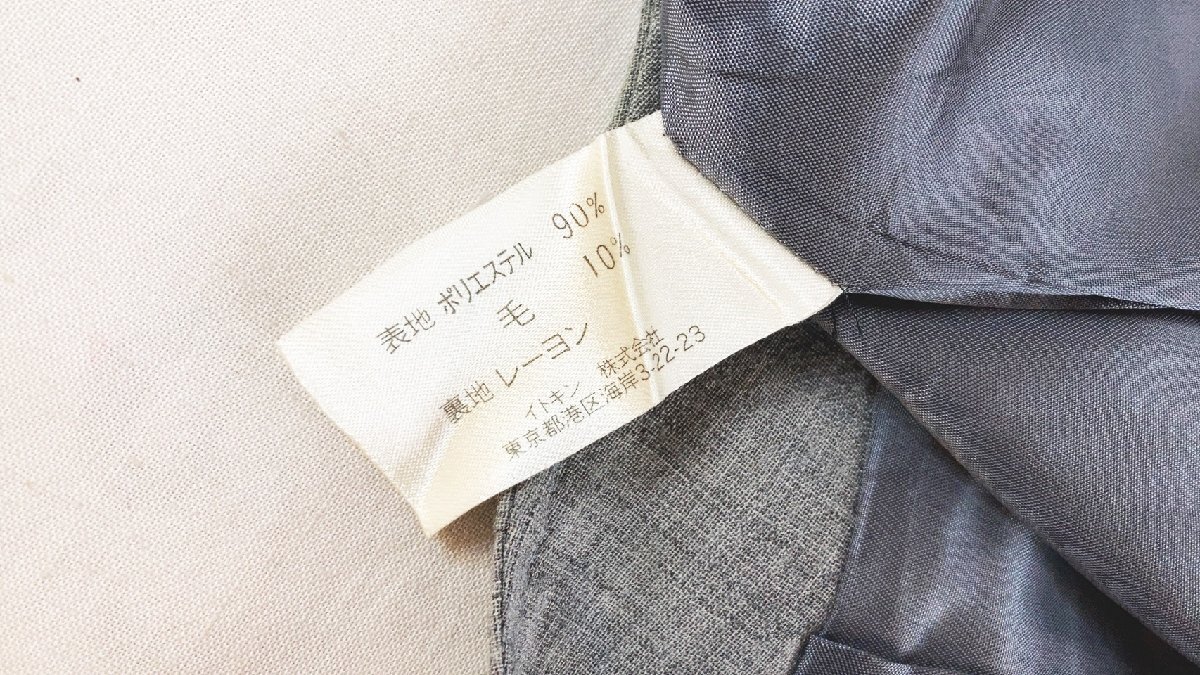 表地 ポリエステル 90%
毛 10%
裏地 レーヨン
イトキン 株式会社
東京都港区海岸3-22-23